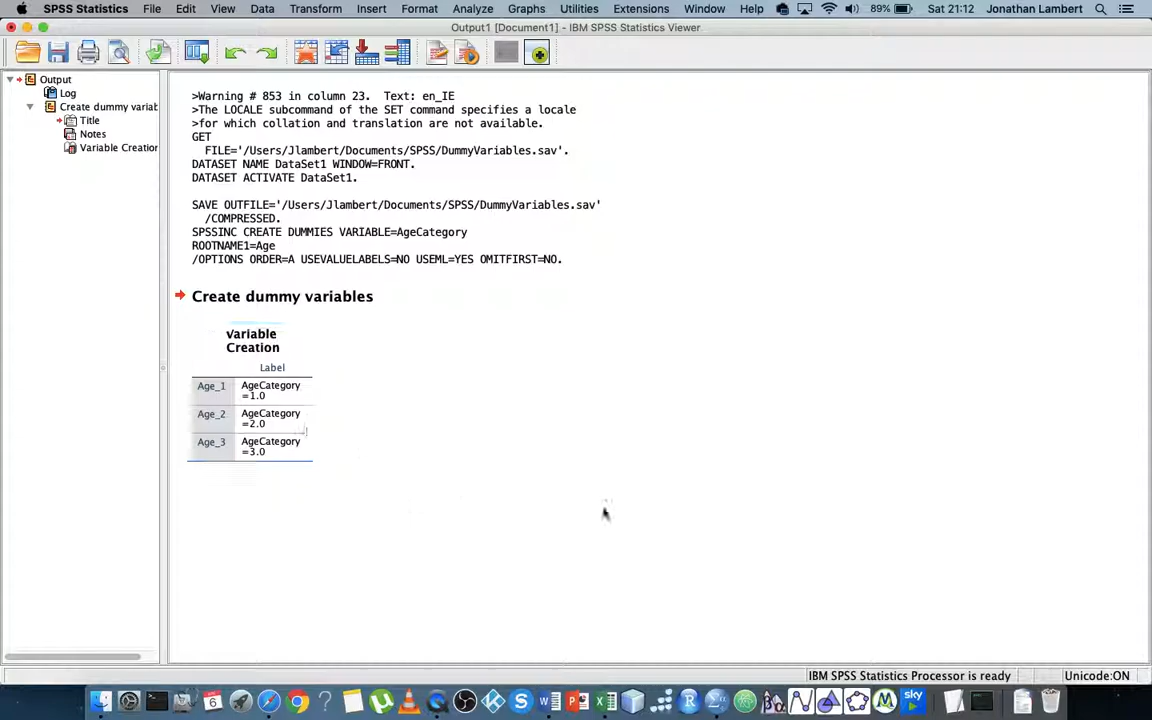 SPSS Statistics File Edit View Data Transform Insert Format Analyze Graphs Utilities Extensions Window Help 89% Sat 21:12 Jonathan Lambert
Output1 [Document1] - IBM SPSS Statistics Viewer
Output
Log
Create dummy variab
Title
Notes
Variable Creation
>Warning # 853 in column 23. Text: en_IE
>The LOCALE subcommand of the SET command specifies a locale
>for which collation and translation are not available.
GET
FILE='/Users/Jlambert/Documents/SPSS/DummyVariables.sav'.
DATASET NAME DataSet1 WINDOW=FRONT.
DATASET ACTIVATE DataSet1.
SAVE OUTFILE='/Users/Jlambert/Documents/SPSS/DummyVariables.sav'
/COMPRESSED.
SPSSINC CREATE DUMMIES VARIABLE=AgeCategory
ROOTNAME1=Age
/OPTIONS ORDER=A USEVALUELABELS=NO USEML=YES OMITFIRST=NO.
Create dummy variables
Variable
Creation
Label
Age_1 AgeCategory
=1.0
Age_2 AgeCategory
=2.0
Age_3 AgeCategory
=3.0
IBM SPSS Statistics Processor is ready Unicode:ON
sky